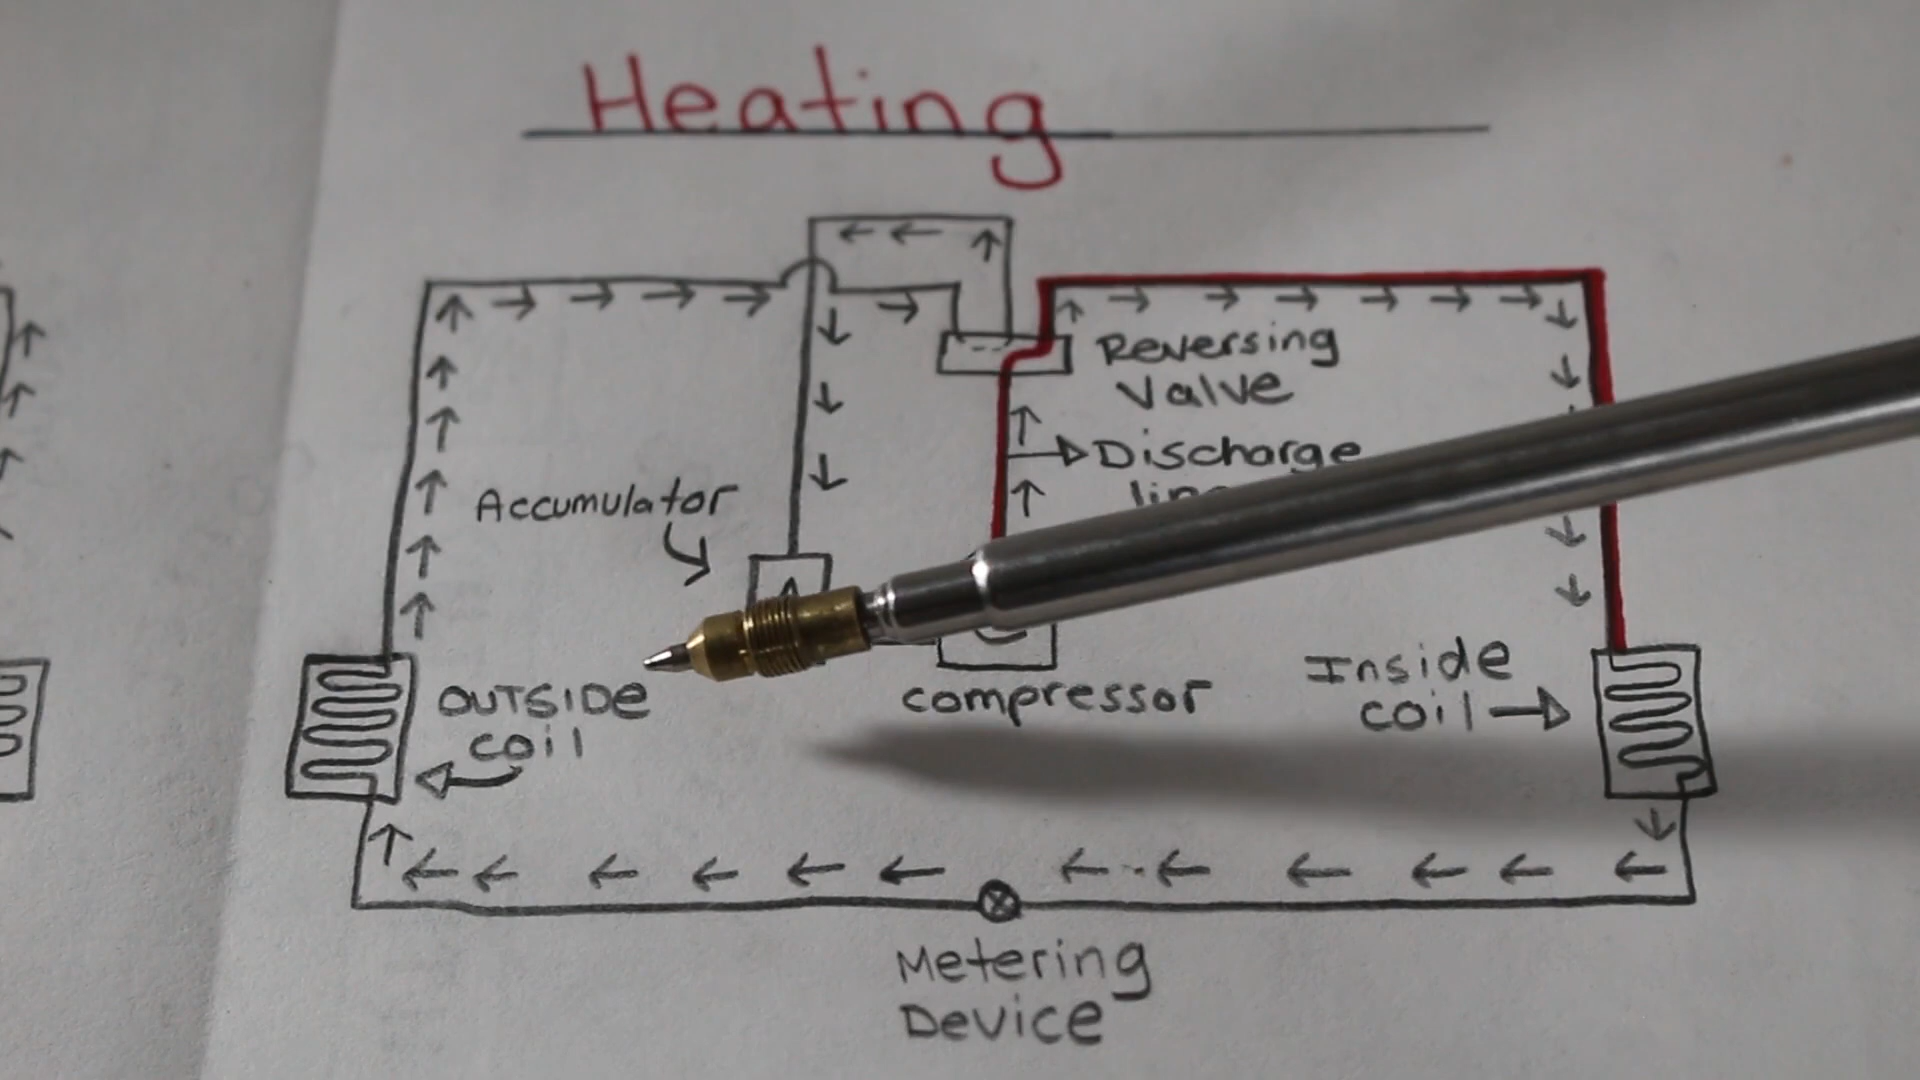 Heating
Reversing
Valve
Discharge
Accumulator
OUTSIDe
coil
compressor
Inside
coil
Metering
Device